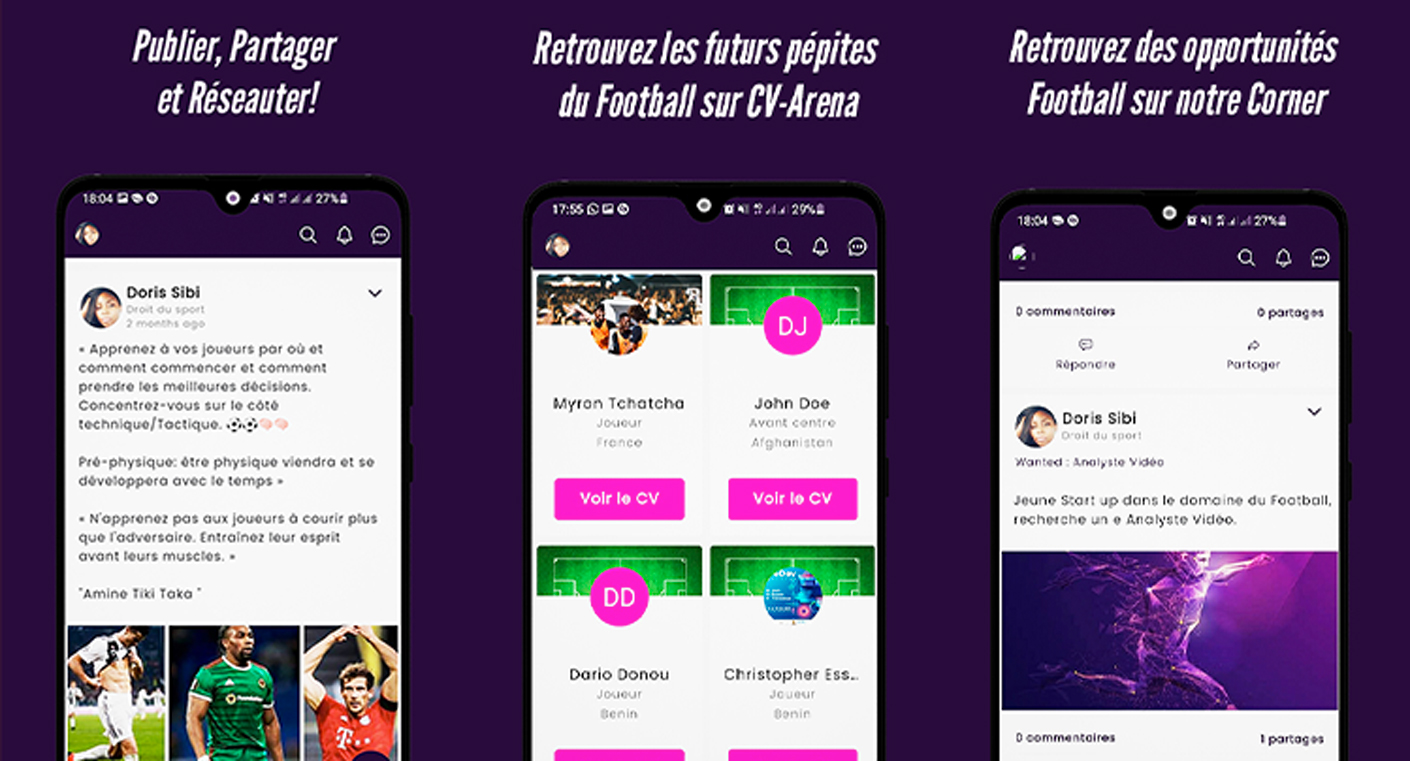 Publier, Partager
et Réseauter!
18:04
27%
Doris Sibi
Droit du sport
2 months ago
« Apprenez à vos joueurs par où et
comment commencer et comment
prendre les meilleures décisions.
Concentrez-vous sur le côté
technique/Tactique. ⚽⚽🧠🧠
Pré-physique: être physique viendra et se
développera avec le temps »
« N'apprenez pas aux joueurs à courir plus
que l'adversaire. Entraînez leur esprit
avant leurs muscles. »
"Amine Tiki Taka "
Retrouvez les futurs pépites
du Football sur CV-Arena
17:55
29%
Myron Tchatcha
Joueur
France
Voir le CV
DJ
John Doe
Avant centre
Afghanistan
Voir le CV
DD
Dario Donou
Joueur
Benin
Christopher Ess...
Joueur
Benin
Retrouvez des opportunités
Football sur notre Corner
18:04
27%
0 commentaires
0 partages
Répondre
Partager
Doris Sibi
Droit du sport
Wanted : Analyste Vidéo
Jeune Start up dans le domaine du Football,
recherche un e Analyste Vidéo.
0 commentaires
1 partages